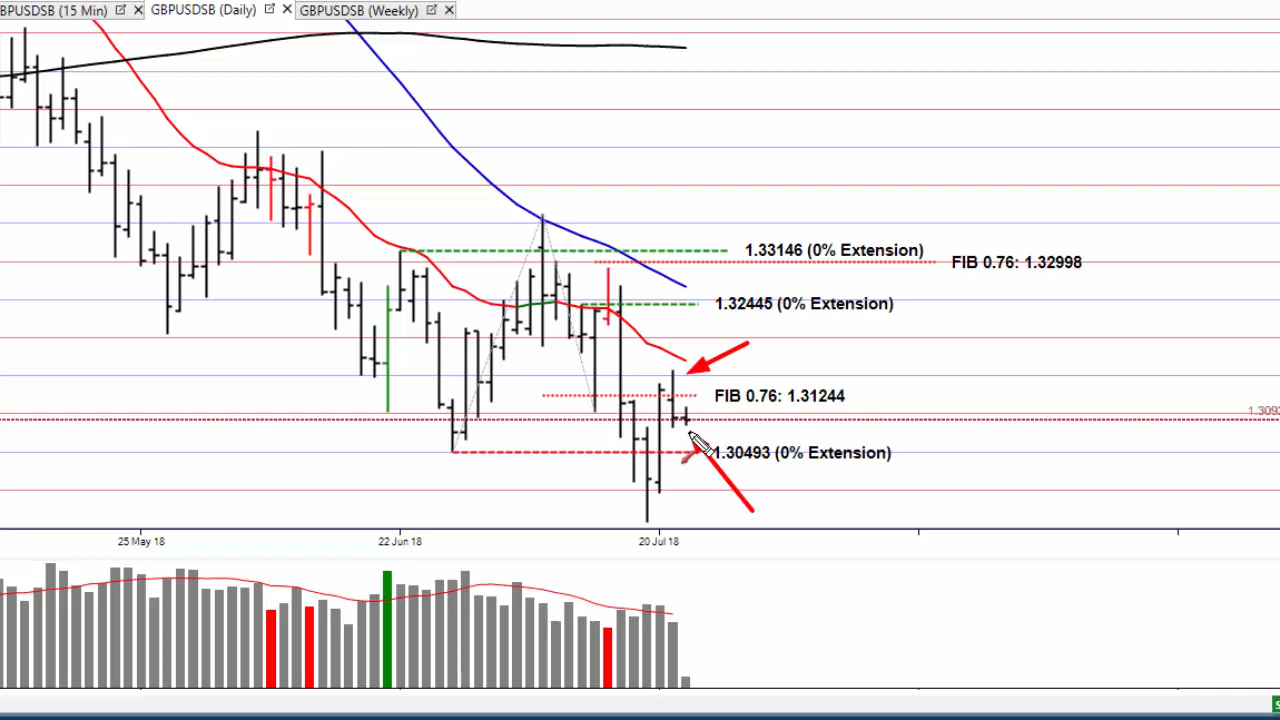 BPUSDSB (15 Min)
GBPUSDSB (Daily)
GBPUSDSB (Weekly)
1.33146 (0% Extension)
FIB 0.76: 1.32998
1.32445 (0% Extension)
FIB 0.76: 1.31244
1.309
1.30493 (0% Extension)
25 May 18
22 Jun 18
20 Jul 18